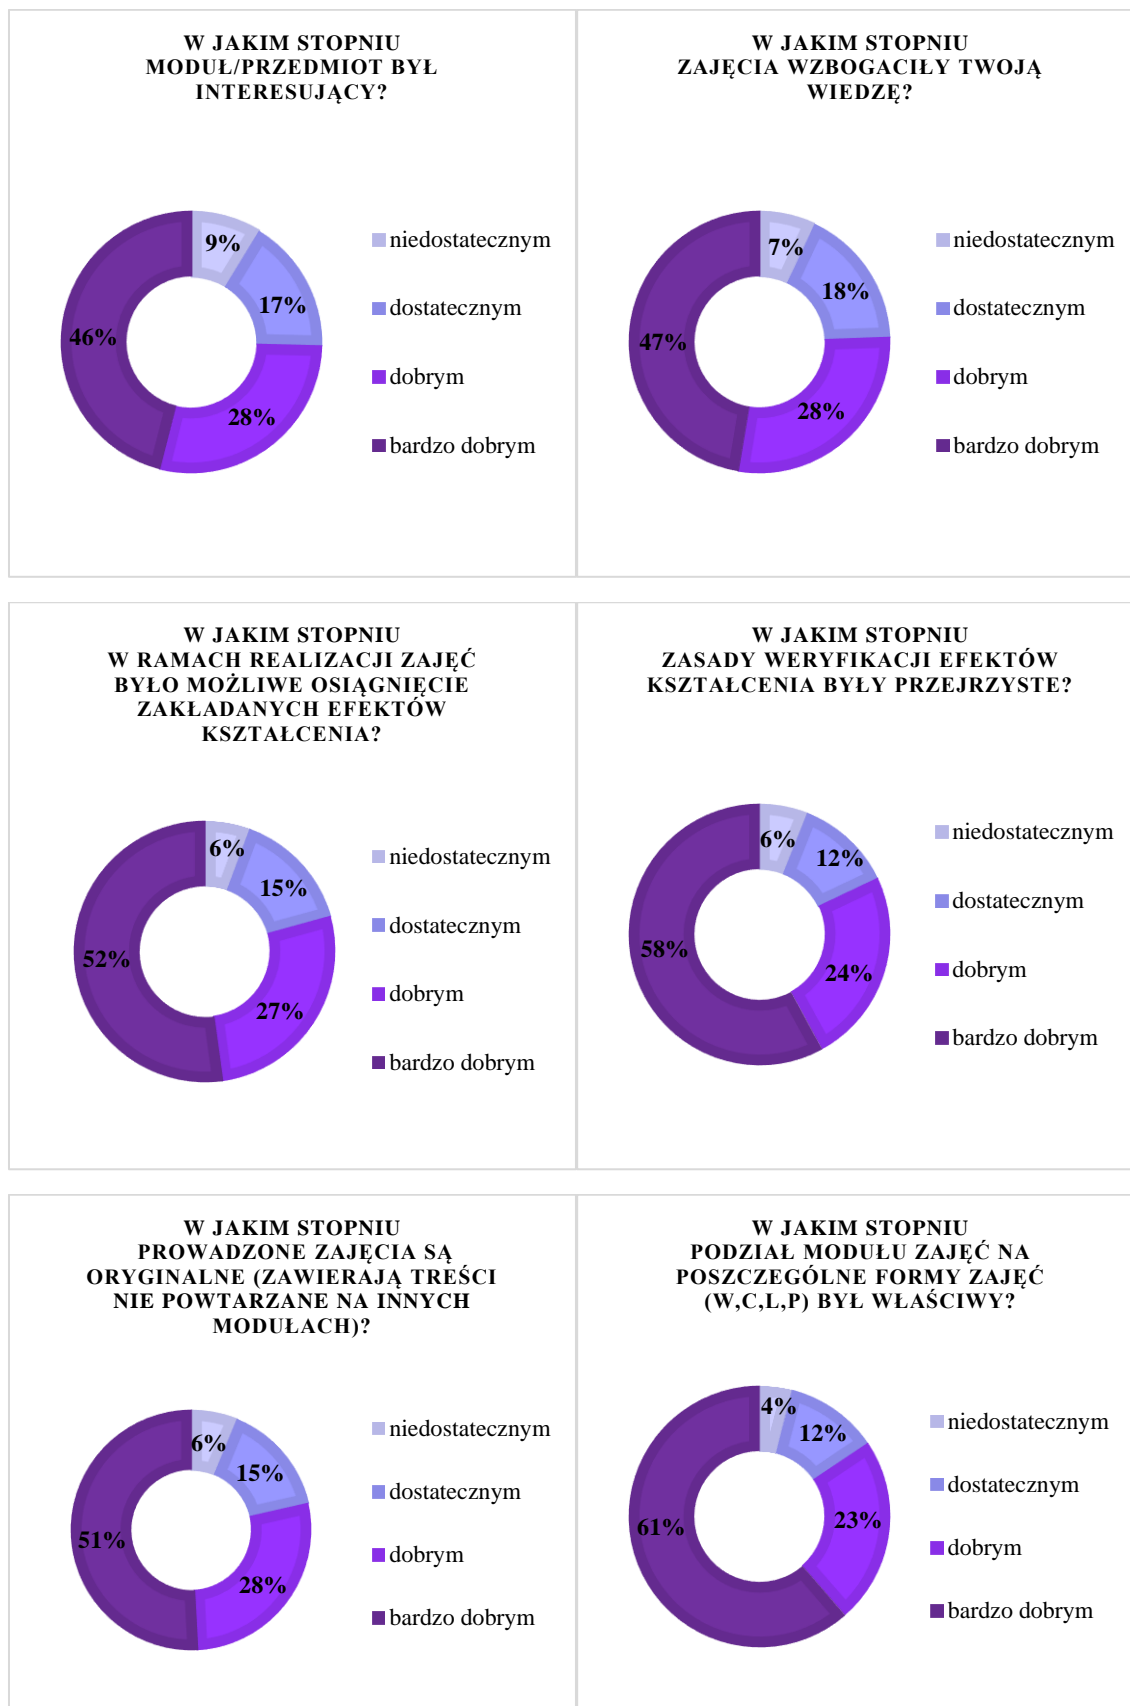 W JAKIM STOPNIU
MODUŁ/PRZEDMIOT BYŁ
INTERESUJĄCY?
9%
17%
28%
46%
niedostatecznym
dostatecznym
dobrym
bardzo dobrym
W JAKIM STOPNIU
ZAJĘCIA WZBOGACIŁY TWOJĄ
WIEDZĘ?
7%
18%
28%
47%
niedostatecznym
dostatecznym
dobrym
bardzo dobrym
W JAKIM STOPNIU
W RAMACH REALIZACJI ZAJĘĆ
BYŁO MOŻLIWE OSIĄGNIĘCIE
ZAKŁADANYCH EFEKTÓW
KSZTAŁCENIA?
6%
15%
27%
52%
niedostatecznym
dostatecznym
dobrym
bardzo dobrym
W JAKIM STOPNIU
ZASADY WERYFIKACJI EFEKTÓW
KSZTAŁCENIA BYŁY PRZEJRZYSTE?
6%
12%
24%
58%
niedostatecznym
dostatecznym
dobrym
bardzo dobrym
W JAKIM STOPNIU
PROWADZONE ZAJĘCIA SĄ
ORYGINALNE (ZAWIERAJĄ TREŚCI
NIE POWTARZANE NA INNYCH
MODUŁACH)?
6%
15%
28%
51%
niedostatecznym
dostatecznym
dobrym
bardzo dobrym
W JAKIM STOPNIU
PODZIAŁ MODUŁU ZAJĘĆ NA
POSZCZEGÓLNE FORMY ZAJĘĆ
(W,C,L,P) BYŁ WŁAŚCIWY?
4%
12%
23%
61%
niedostatecznym
dostatecznym
dobrym
bardzo dobrym